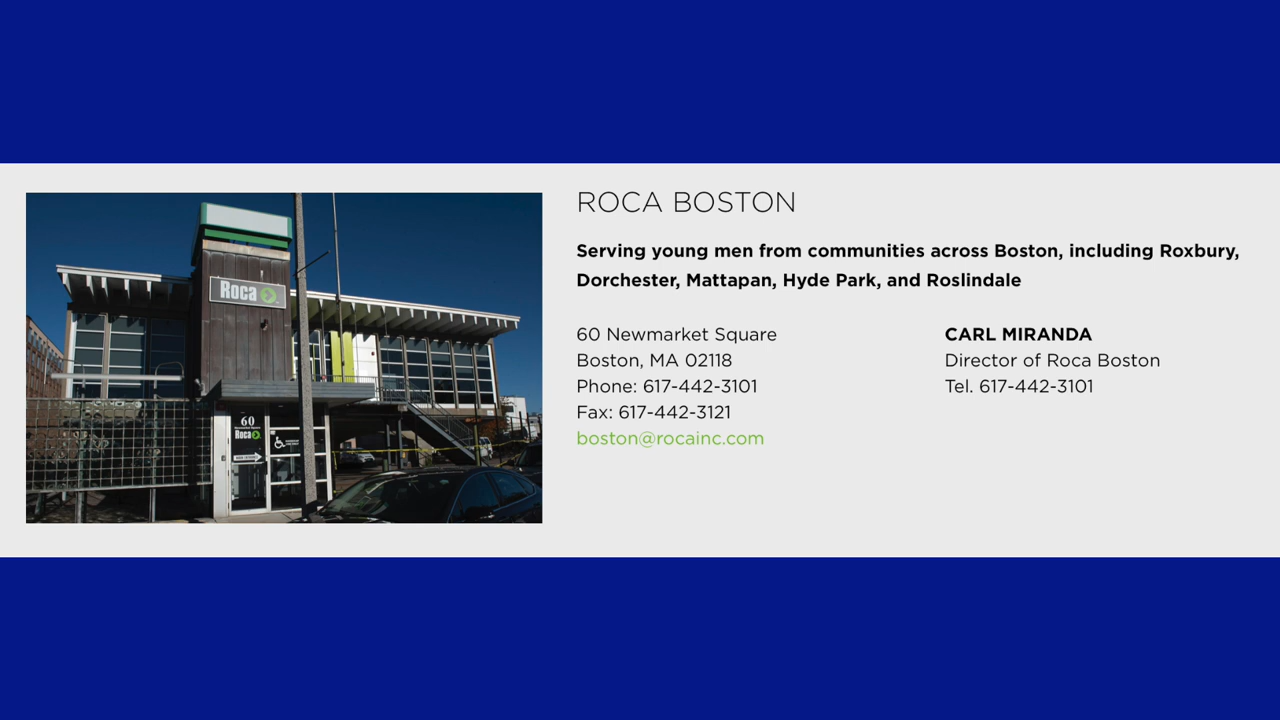 Roca
60
Roca
ROCA BOSTON
Serving young men from communities across Boston, including Roxbury,
Dorchester, Mattapan, Hyde Park, and Roslindale
60 Newmarket Square
Boston, MA 02118
Phone: 617-442-3101
Fax: 617-442-3121
boston@rocainc.com
CARL MIRANDA
Director of Roca Boston
Tel. 617-442-3101